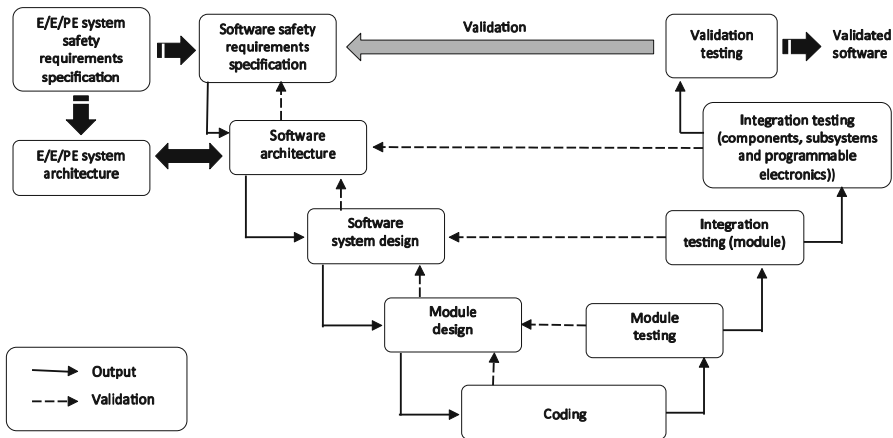 E/E/PE system
safety
requirements
specification
Software safety
requirements
specification
Validation
Validation
testing
Validated
software
E/E/PE system
architecture
Software
architecture
Integration testing
(components, subsystems
and programmable
electronics))
Software
system design
Integration
testing (module)
Module
design
Module
testing
Coding
Output
Validation